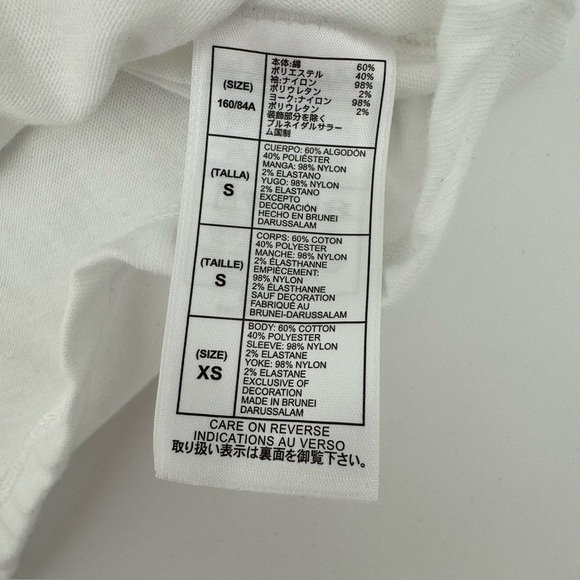 (SIZE)
160/84A
本体:綿 60%
ポリエステル 40%
袖:ナイロン 98%
ポリウレタン 2%
ヨーク:ナイロン 98%
ポリウレタン 2%
装飾部分を除く
ブルネイダルサラー
ム国制
(TALLA)
S
CUERPO: 60% ALGODÓN
40% POLIÉSTER
MANGA: 98% NYLON
2% ELASTANO
YUGO: 98% NYLON
2% ELASTANO
EXCEPTO
DECORACIÓN
HECHO EN BRUNEI
DARUSSALAM
(TAILLE)
S
CORPS: 60% COTON
40% POLYESTER
MANCHE: 98% NYLON
2% ÉLASTHANNE
EMPIÈCEMENT:
98% NYLON
2% ÉLASTHANNE
SAUF DECORATION
FABRIQUÉ AU
BRUNEI-DARUSSALAM
(SIZE)
XS
BODY: 60% COTTON
40% POLYESTER
SLEEVE: 98% NYLON
2% ELASTANE
YOKE: 98% NYLON
2% ELASTANE
EXCLUSIVE OF
DECORATION
MADE IN BRUNEI
DARUSSALAM
CARE ON REVERSE
INDICATIONS AU VERSO
取り扱い表示は裏面を御覧下さい。